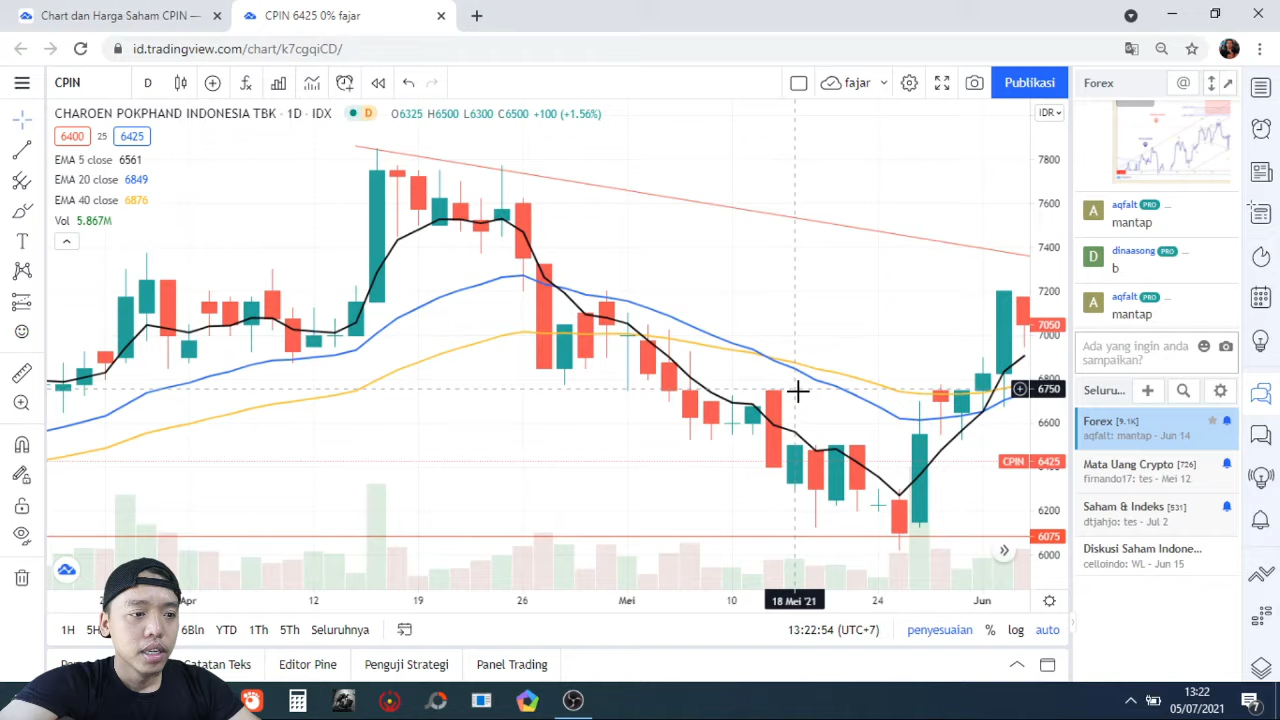 Chart dan Harga Saham CPIN —
CPIN 6425 0% fajar
id.tradingview.com/chart/k7cgqiCD/
CPIN
D
fajar
Publikasi
Forex
CHAROEN POKPHAND INDONESIA TBK · 1D · IDX
D
O6325 H6500 L6300 C6500 +100 (+1.56%)
IDR
6400 25 6425
EMA 5 close 6561
EMA 20 close 6849
EMA 40 close 6876
Vol 5.867M
7800
7600
7400
7200
7050
7000
6800
6750
6600
CPIN 6425
6200
6075
6000
Apr
12
19
26
Mei
10
18 Mei '21
24
Jun
1H
5H
6Bln
YTD
1Th
5Th
Seluruhnya
13:22:54 (UTC+7)
penyesuaian
%
log
auto
Catatan Teks
Editor Pine
Penguji Strategi
Panel Trading
A
aqfalt PRO ...
mantap
D
dinaasong PRO ...
b
A
aqfalt PRO ...
mantap
Ada yang ingin anda
sampaikan?
Seluru...
Forex [9.1K]
aqfalt: mantap - Jun 14
Mata Uang Crypto [726]
firnando17: tes - Mei 12
Saham & Indeks [531]
dtjahjo: tes - Jul 2
Diskusi Saham Indone...
celloindo: WL - Jun 15
13:22
05/07/2021
7